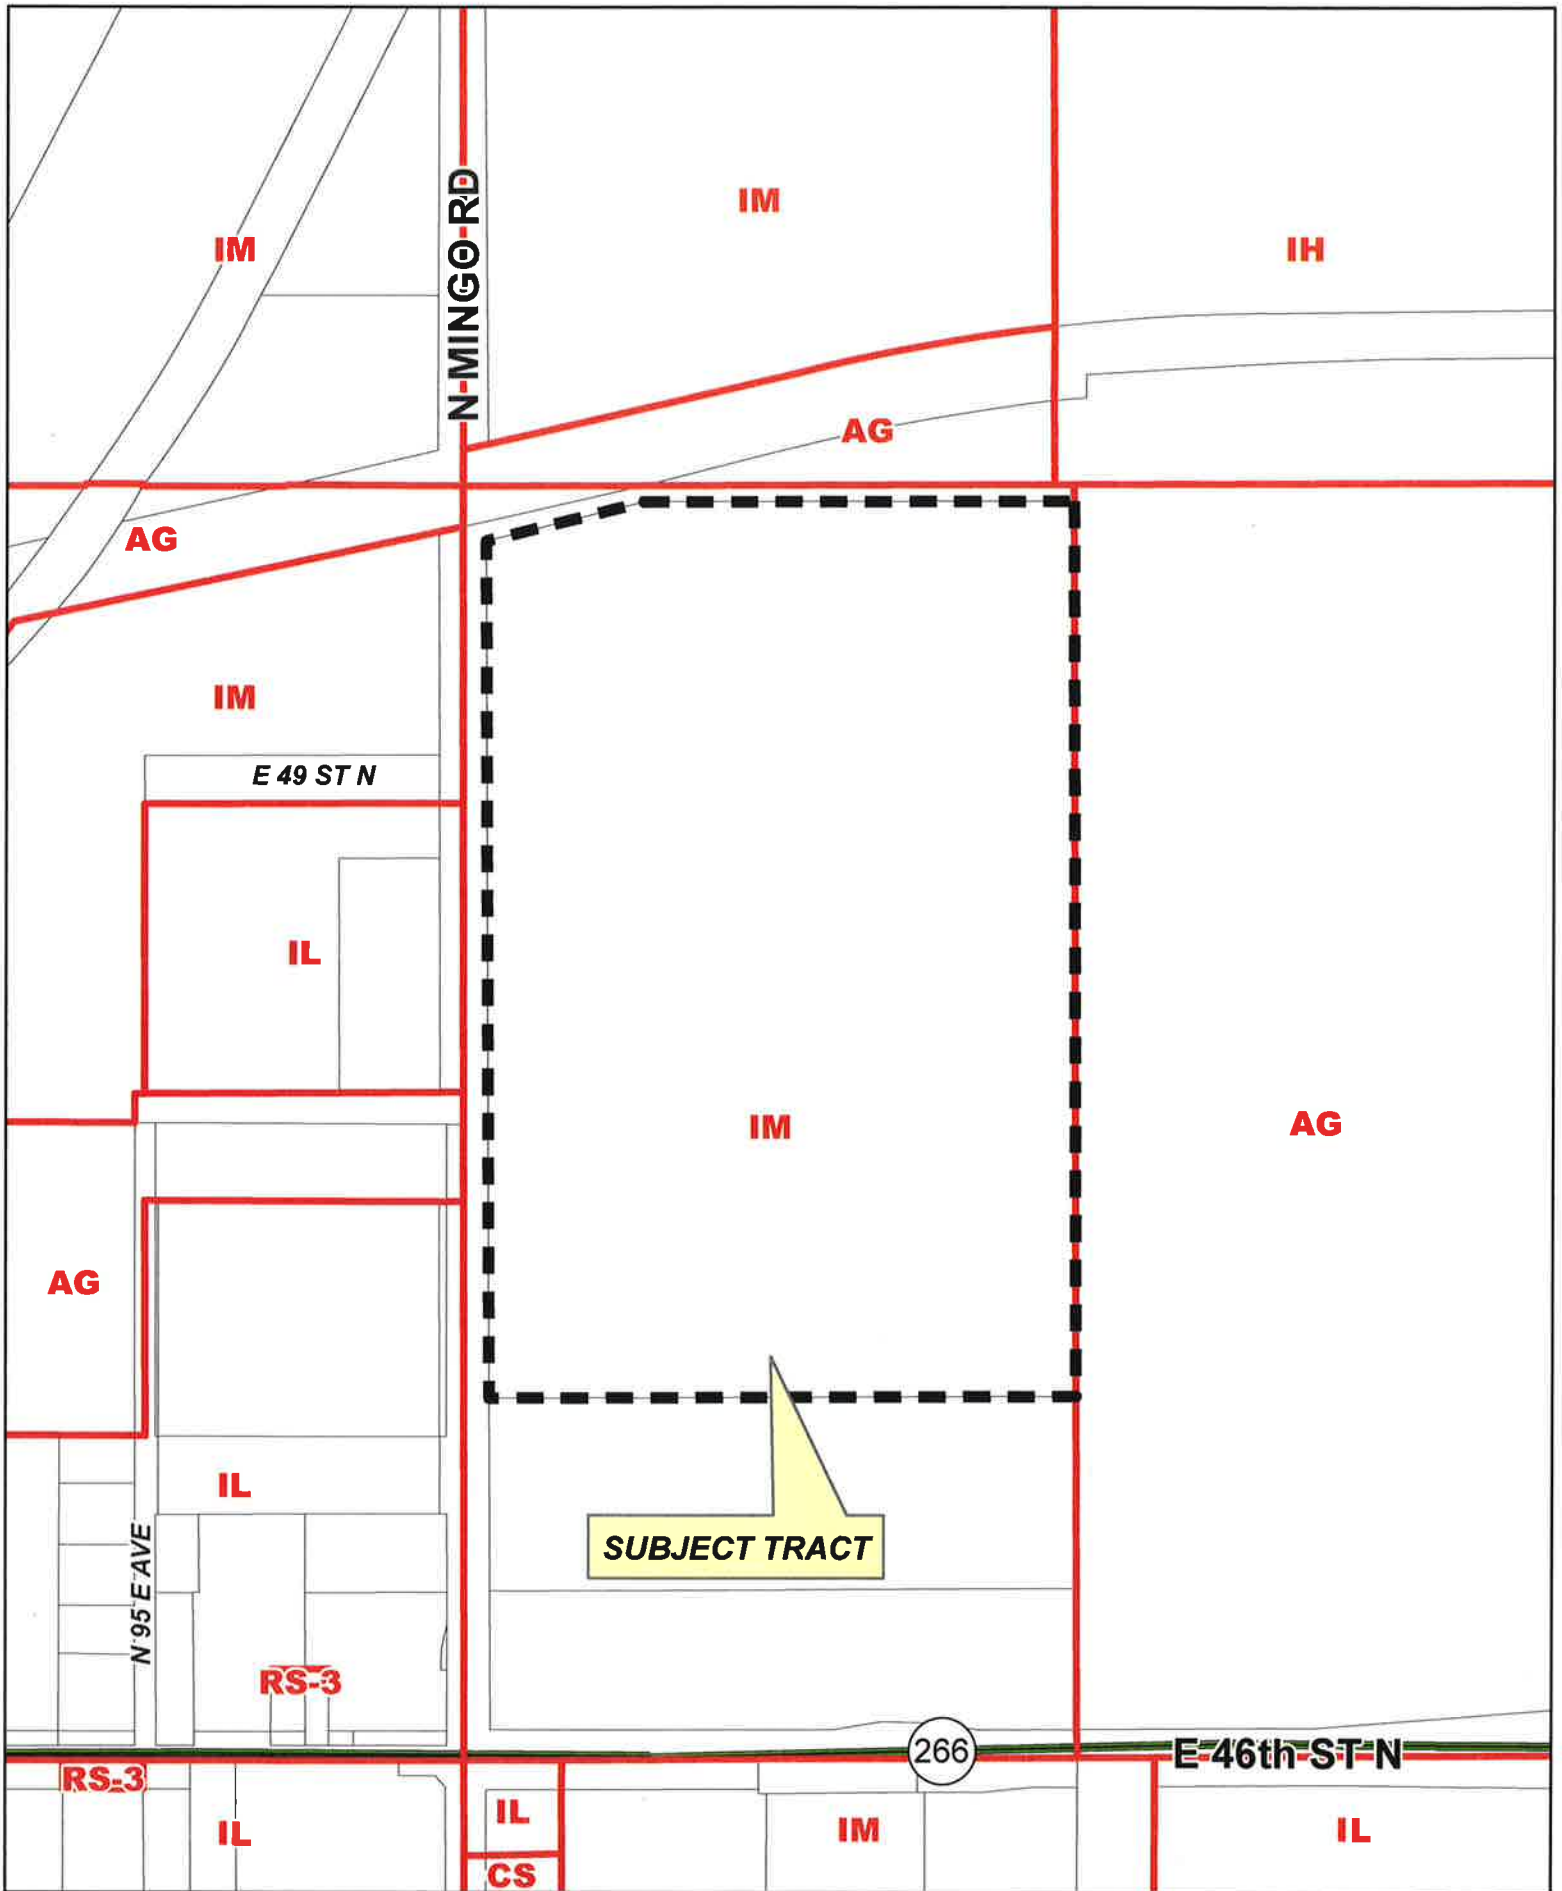 IM
IM
IH
N MINGO RD
AG
AG
IM
E 49 ST N
IL
IM
AG
AG
IL
SUBJECT TRACT
N 95 E AVE
RS-3
266
E 46th ST N
RS-3
IL
IL
IM
IL
CS